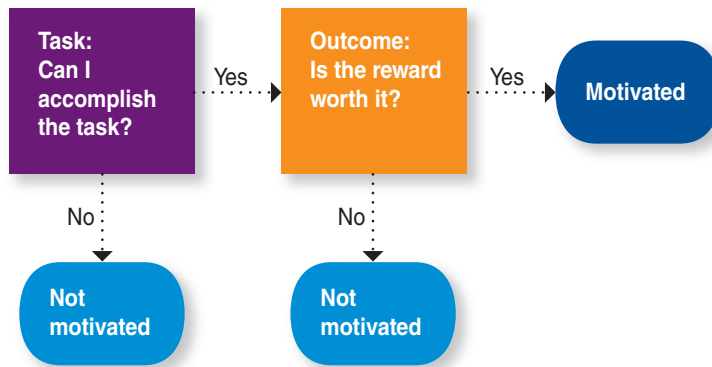 Task:
Can I
accomplish
the task?
Yes
Outcome:
Is the reward
worth it?
Yes
Motivated
No
No
Not
motivated
Not
motivated